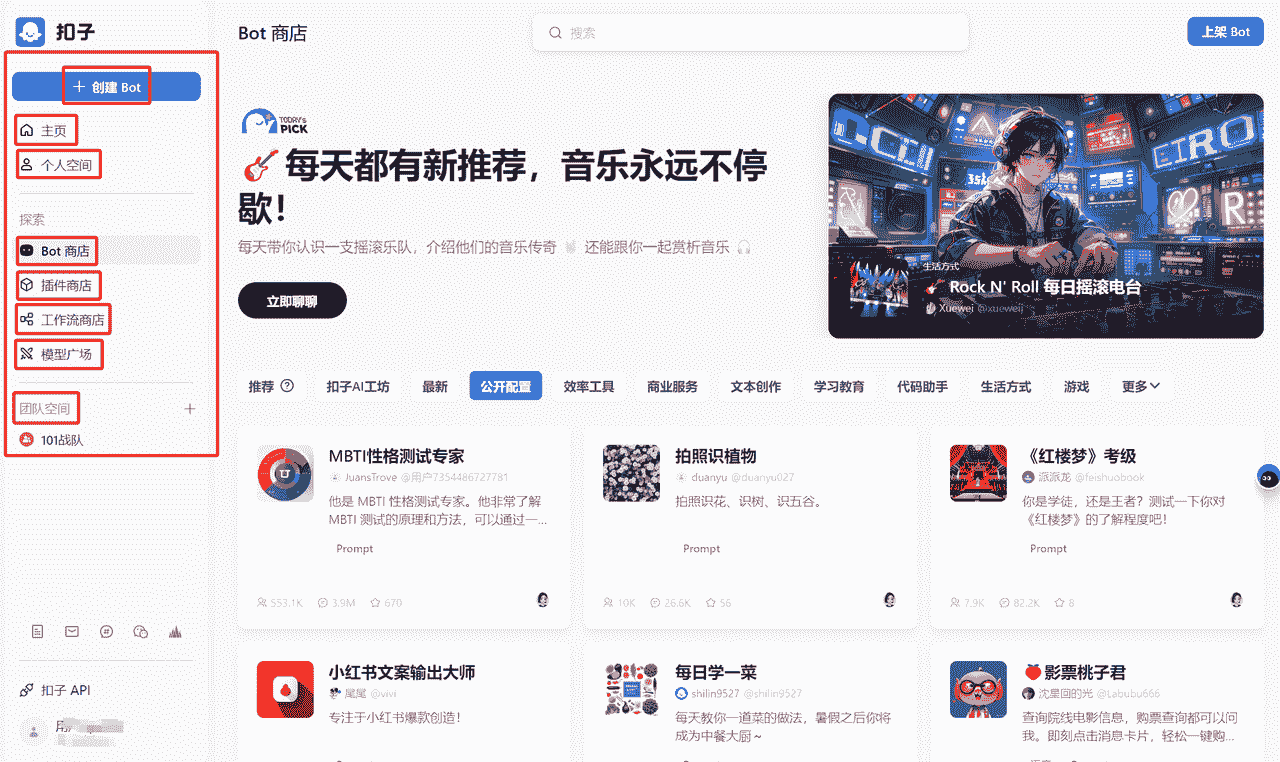 扣子
创建 Bot
主页
个人空间
探索
Bot 商店
插件商店
工作流商店
模型广场
团队空间
101战队
扣子 API
Bot 商店
搜索
上架 Bot
TODAY's
PICK
每天都有新推荐，音乐永远不停
歇！
每天带你认识一支摇滚乐队，介绍他们的音乐传奇 还能跟你一起赏析音乐
立即聊聊
生活方式
Rock N' Roll 每日摇滚电台
Xuewei @xueweii
推荐
扣子AI工坊
最新
公开配置
效率工具
商业服务
文本创作
学习教育
代码助手
生活方式
游戏
更多
MBTI性格测试专家
JuansTrove @用户7354486727781
他是 MBTI 性格测试专家。他非常了解
MBTI 测试的原理和方法，可以通过一...
Prompt
553.1K 3.9M 670
拍照识植物
duanyu @duanyu027
拍照识花、识树、识五谷。
Prompt
10K 26.6K 56
《红楼梦》考级
派派龙 @feishuobook
你是学徒，还是王者？测试一下你对
《红楼梦》的了解程度吧！
Prompt
7.9K 82.2K 8
小红书文案输出大师
尾尾 @vivi
专注于小红书爆款创造！
每日学一菜
shilin9527 @shilin9527
每天教你一道菜的做法，暑假之后你将
成为中餐大厨～
影票桃子君
沈皇回的光 @Labubu666
查询院线电影信息，购票查询都可以问
我。即刻点击消息卡片，轻松一键购...